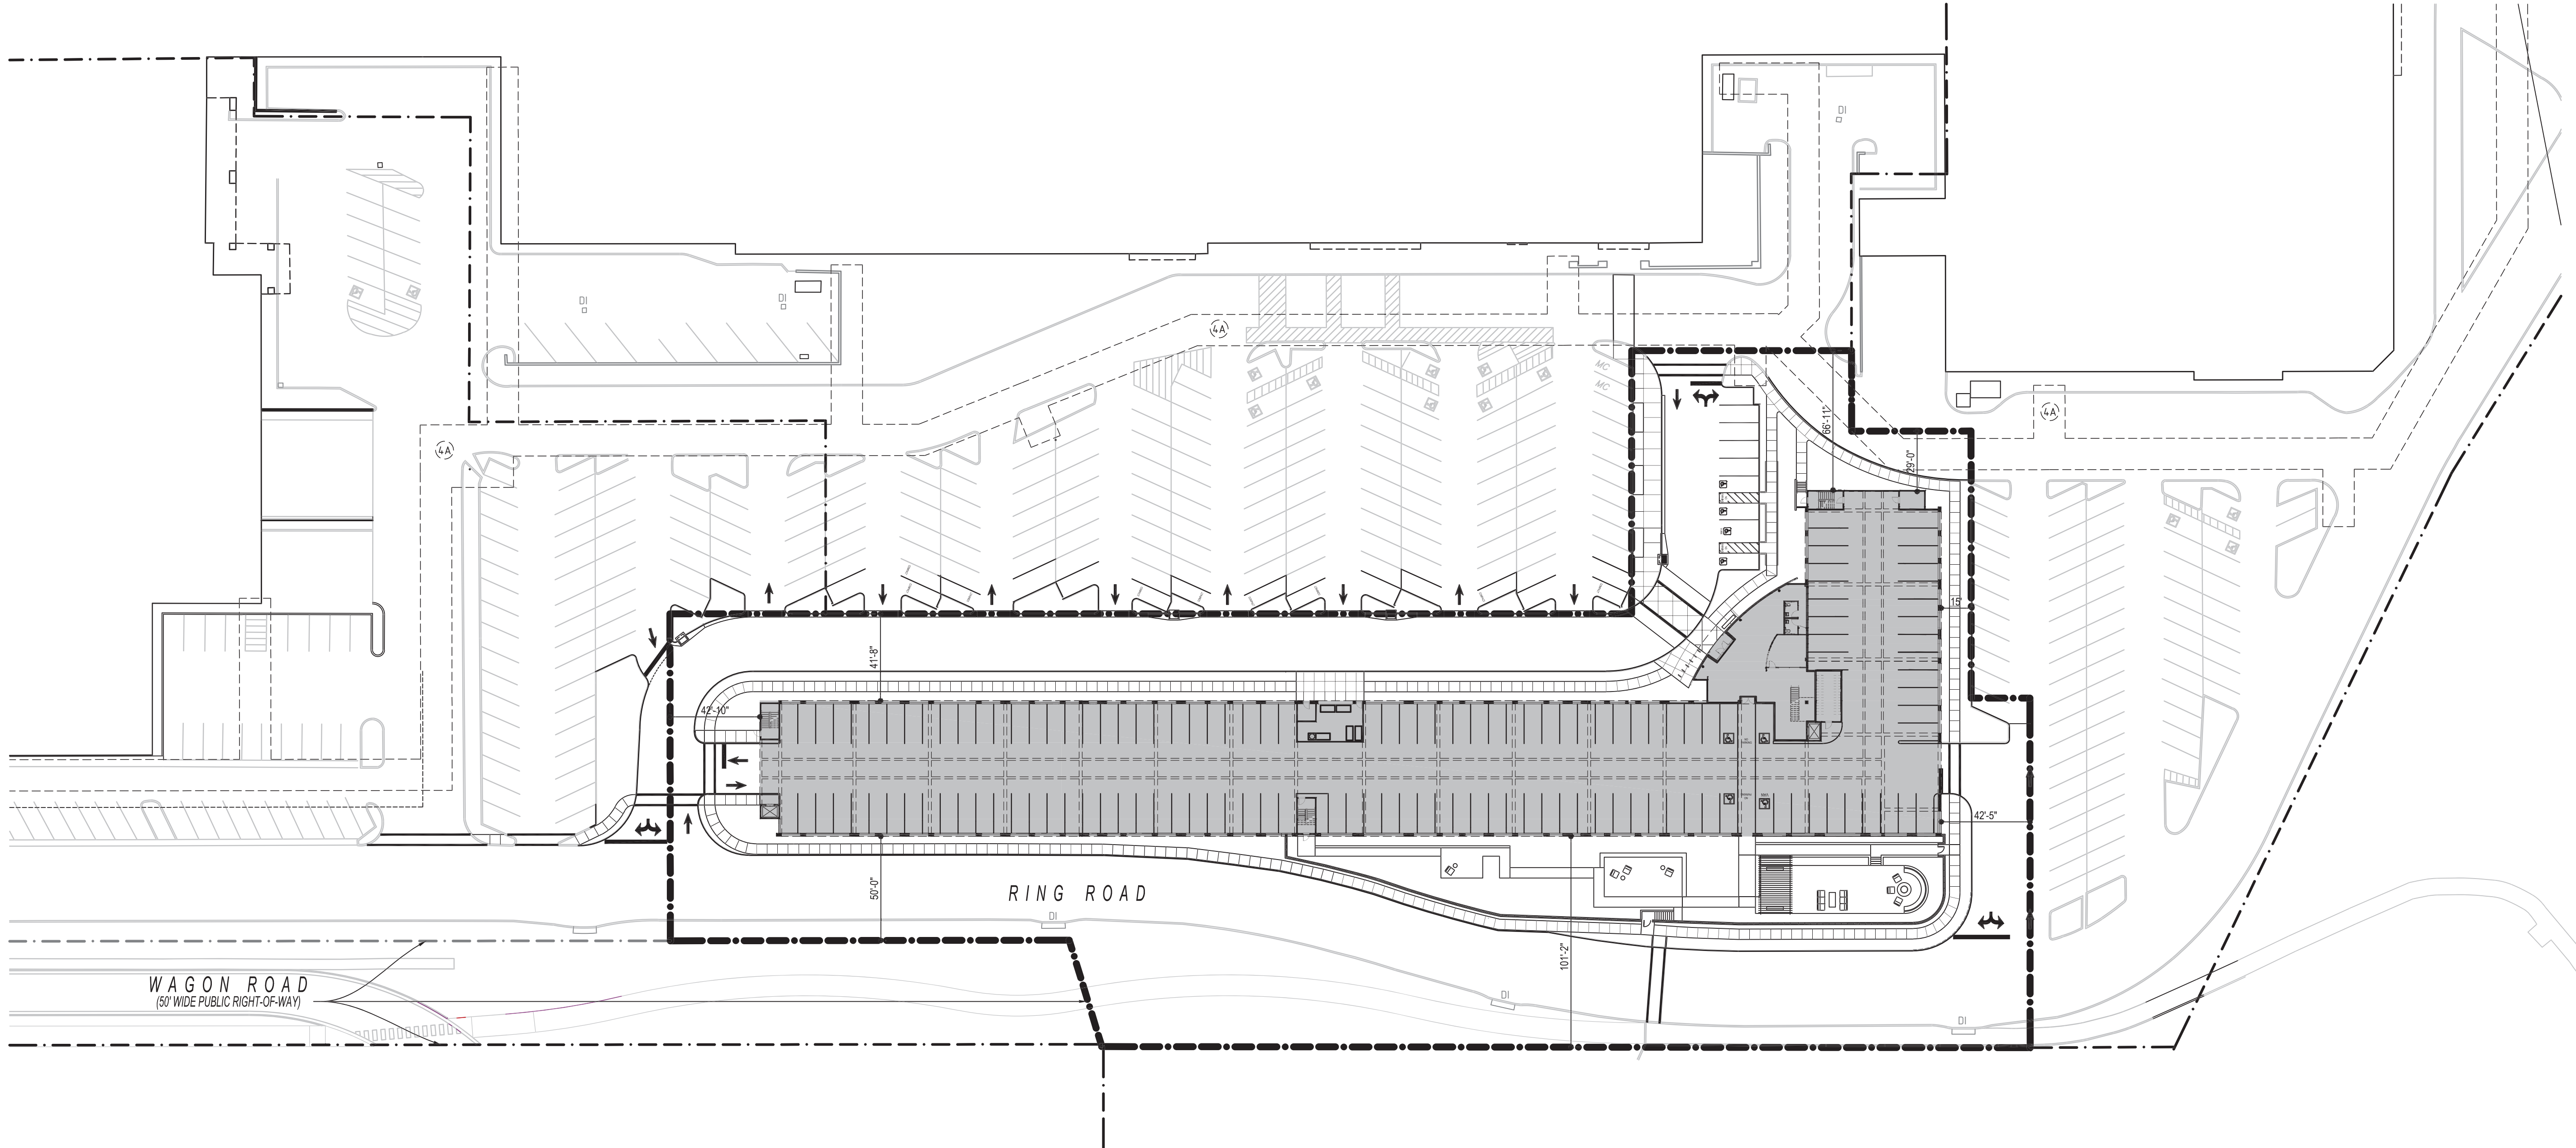 DI
DI
DI
4A
MC
MC
4A
4A
66'-11"
29'-0"
15'
41'-8"
42'-10"
42'-5"
50'-0"
RING ROAD
DI
101'-2"
WAGON ROAD
(50' WIDE PUBLIC RIGHT-OF-WAY)
DI
DI